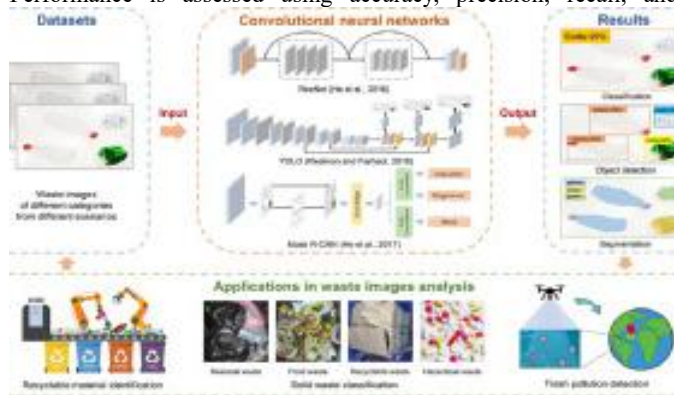 Performance is assessed using accuracy, precision, recall, and
Datasets
Convolutional neural networks
Results
ResNet (He et al., 2016)
Classification
Input
Output
YOLO (Redmon and Farhadi, 2018)
Object detection
Waste images
of different categories
from different scenarios
Mask R-CNN (He et al., 2017)
Segmentation
Applications in waste images analysis
Residual waste
Food waste
Recyclable waste
Hazardous waste
Recyclable material identification
Solid waste classification
Trash pollution detection